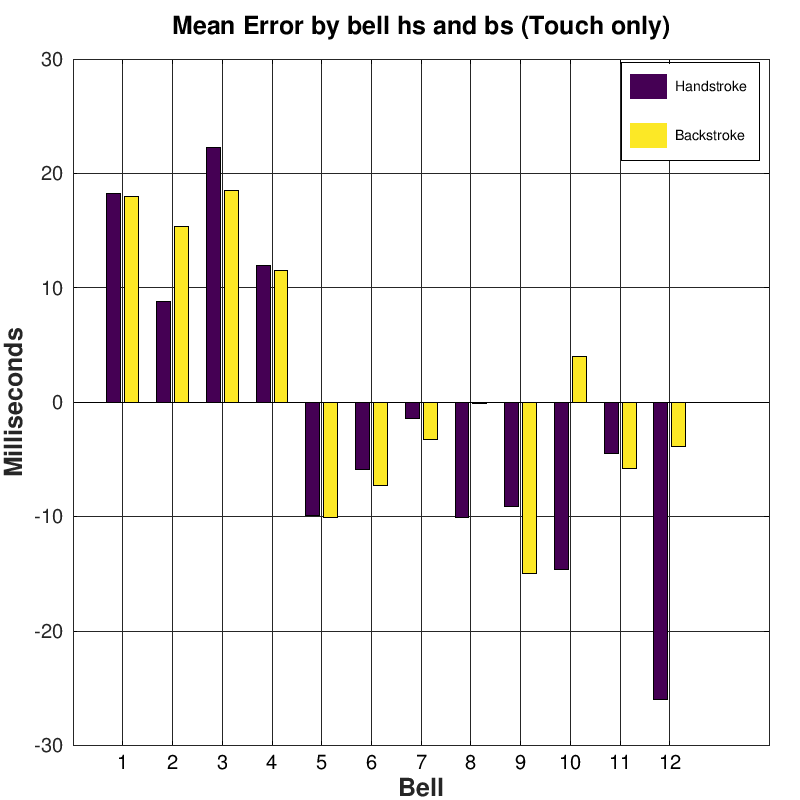 Mean Error by bell hs and bs (Touch only)
Handstroke
Backstroke
30
20
10
0
-10
-20
-30
Milliseconds
1 2 3 4 5 6 7 8 9 10 11 12
Bell